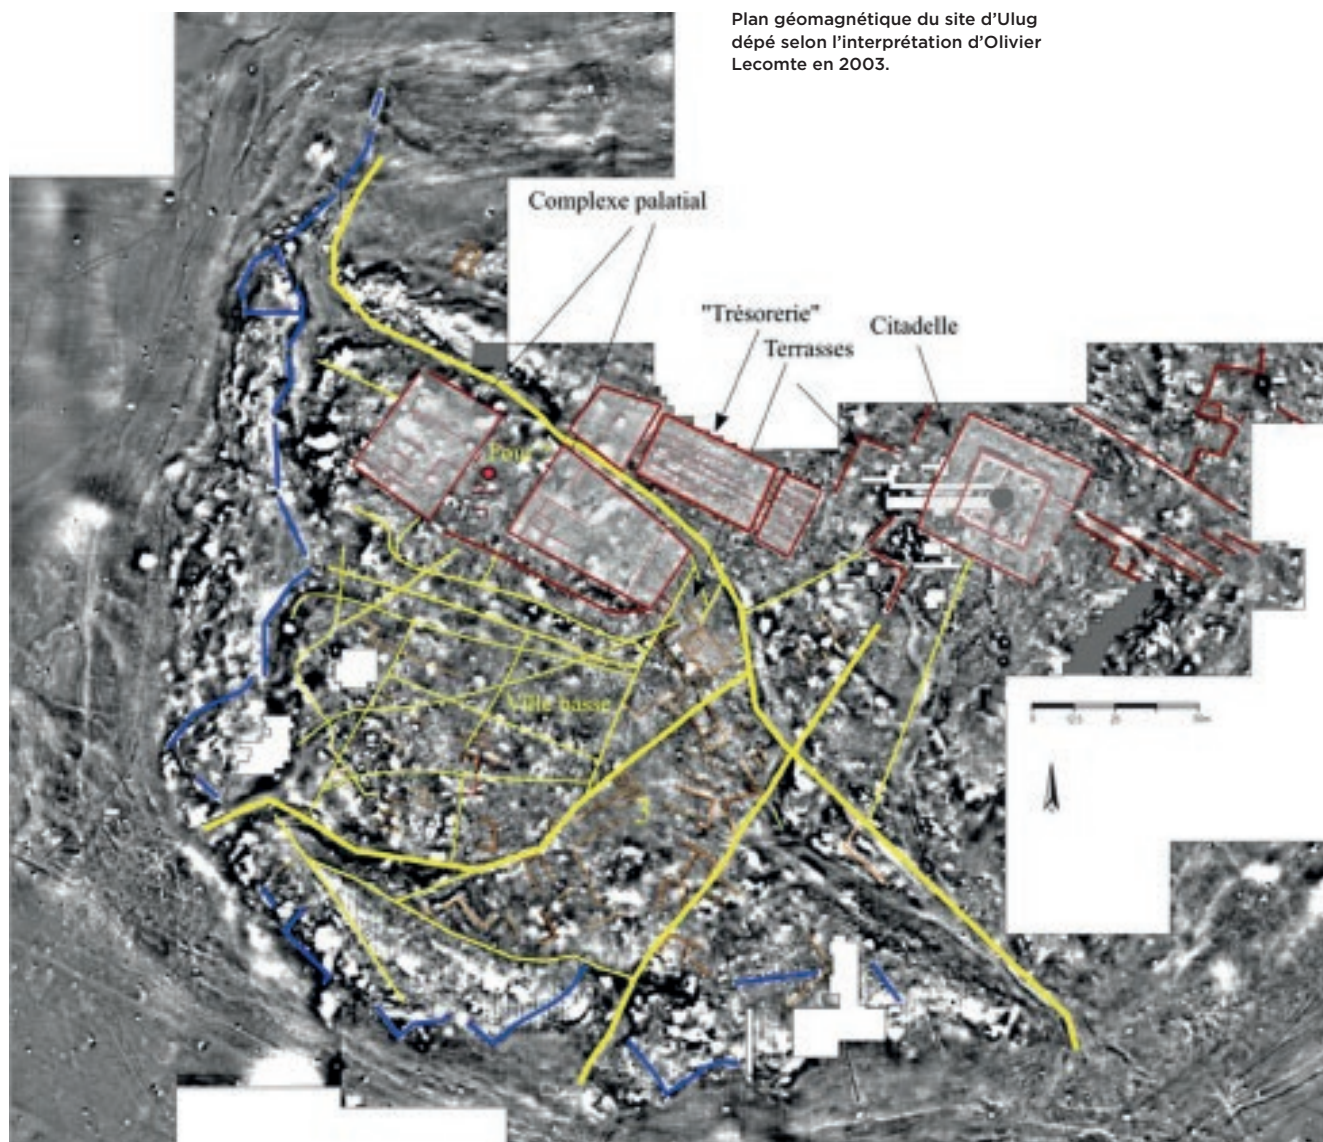 Plan géomagnétique du site d'Ulug
dépé selon l'interprétation d'Olivier
Lecomte en 2003.
Complexe palatial
"Trésorerie"
Terrasses
Citadelle
Ville basse
3